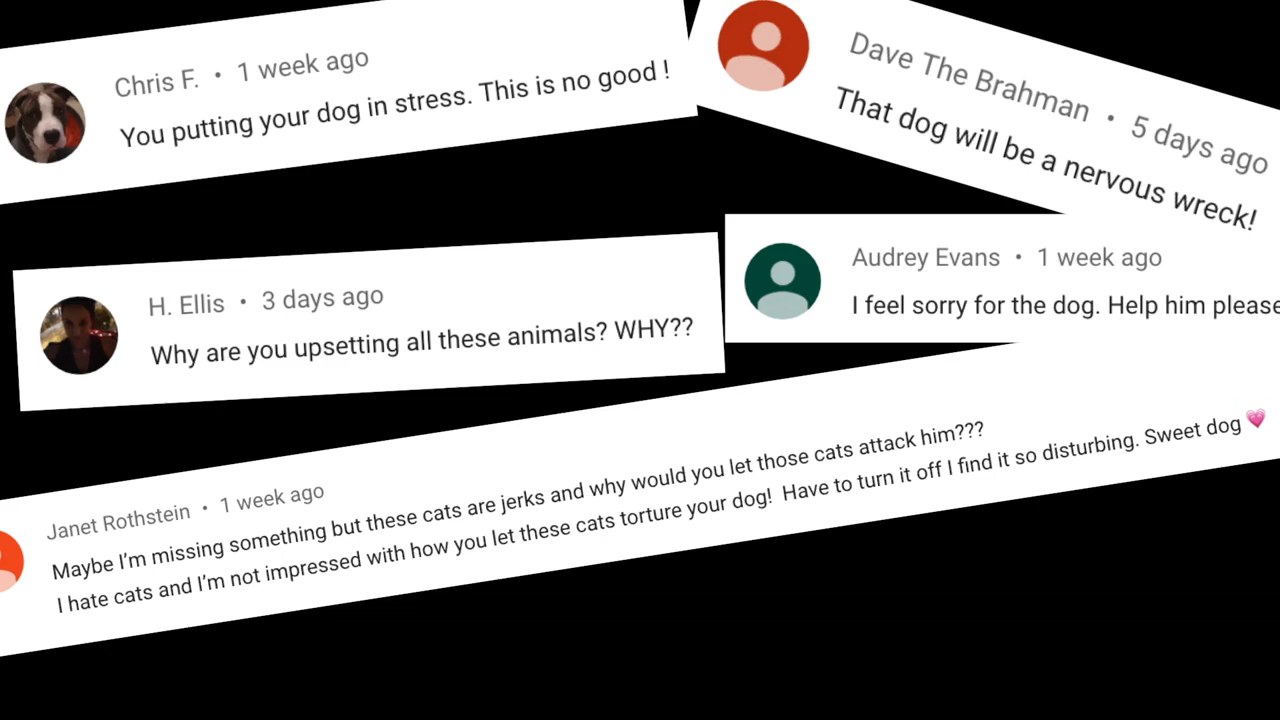 Chris F. • 1 week ago
You putting your dog in stress. This is no good !
Dave The Brahman • 5 days ago
That dog will be a nervous wreck!
H. Ellis • 3 days ago
Why are you upsetting all these animals? WHY??
Audrey Evans • 1 week ago
I feel sorry for the dog. Help him please
Janet Rothstein • 1 week ago
Maybe I'm missing something but these cats are jerks and why would you let those cats attack him???
I hate cats and I'm not impressed with how you let these cats torture your dog! Have to turn it off I find it so disturbing. Sweet dog 💗